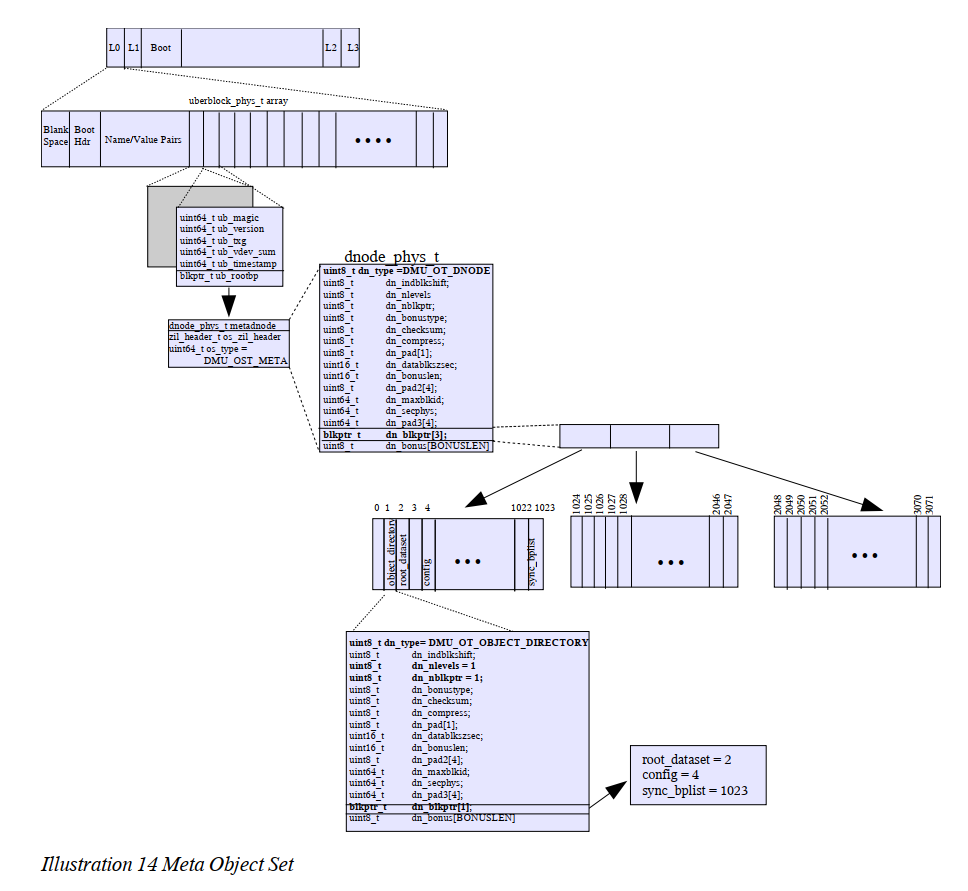 L0 L1 Boot L2 L3
uberblock_phys_t array
Blank Space
Boot Hdr
Name/Value Pairs
uint64_t ub_magic
uint64_t ub_version
uint64_t ub_txg
uint64_t ub_vdev_sum
uint64_t ub_timestamp
blkptr_t ub_rootbp
dnode_phys_t metadnode
zil_header_t os_zil_header
uint64_t os_type =
DMU_OST_META
dnode_phys_t
uint8_t dn_type =DMU_OT_DNODE
uint8_t dn_indblkshift;
uint8_t dn_nlevels
uint8_t dn_nblkptr;
uint8_t dn_bonustype;
uint8_t dn_checksum;
uint8_t dn_compress;
uint8_t dn_pad[1];
uint16_t dn_datablkszsec;
uint16_t dn_bonuslen;
uint8_t dn_pad2[4];
uint64_t dn_maxblkid;
uint64_t dn_secphys;
uint64_t dn_pad3[4];
blkptr_t dn_blkptr[3];
uint8_t dn_bonus[BONUSLEN]
0 1 2 3 4 1022 1023
object_directory
root_dataset
config
sync_bplist
1024
1025
1026
1027
1028
2046
2047
2048
2049
2050
2051
2052
3070
3071
uint8_t dn_type= DMU_OT_OBJECT_DIRECTORY
uint8_t dn_indblkshift;
uint8_t dn_nlevels = 1
uint8_t dn_nblkptr = 1;
uint8_t dn_bonustype;
uint8_t dn_checksum;
uint8_t dn_compress;
uint8_t dn_pad[1];
uint16_t dn_datablkszsec;
uint16_t dn_bonuslen;
uint8_t dn_pad2[4];
uint64_t dn_maxblkid;
uint64_t dn_secphys;
uint64_t dn_pad3[4];
blkptr_t dn_blkptr[1];
uint8_t dn_bonus[BONUSLEN]
root_dataset = 2
config = 4
sync_bplist = 1023
Illustration 14 Meta Object Set